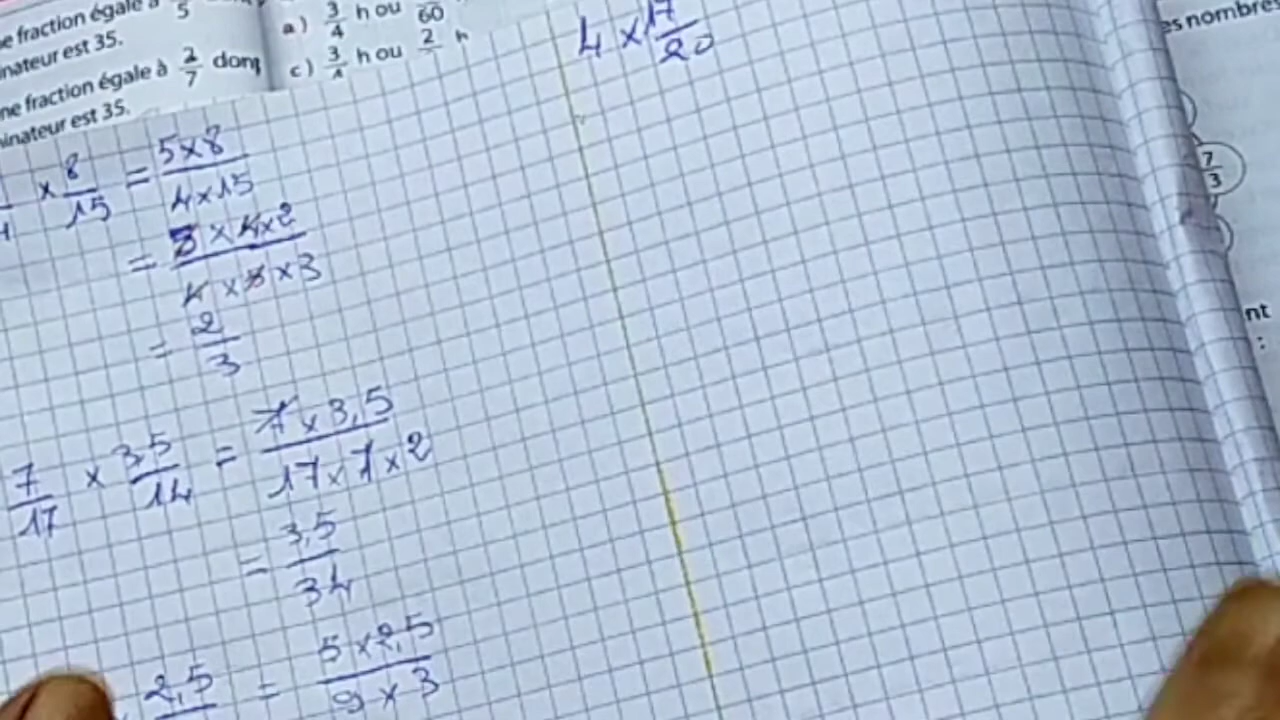 ne fraction égale à 5
inateur est 35.
ne fraction égale à 2/7 dont
inateur est 35.
a) 3/4 h ou /60
c) 3/4 h ou 2/ h
× 8/15 = 5×8 / 4×15
= 5 × 4×2 / 4 × 5 × 3
= 2/3
7/17 × 3,5/14 = 7 × 3,5 / 17 × 7 × 2
= 3,5/34
2,5 = 5 × 2,5 / 9 × 3
4 × 17/20
es nombres
7/3
nt
: